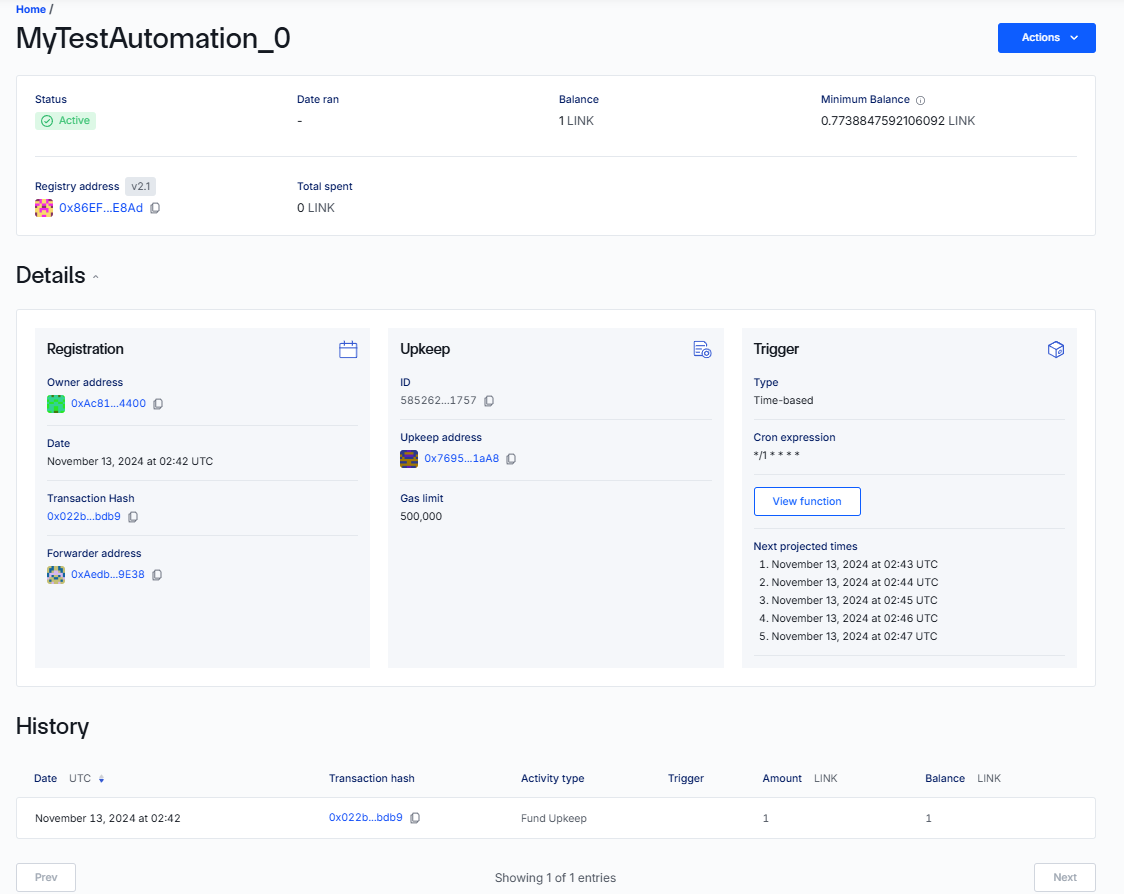 Home /
MyTestAutomation_0
Actions
Status Date ran Balance Minimum Balance
Active - 1 LINK 0.7738847592106092 LINK
Registry address v2.1 Total spent
0x86EF...E8Ad 0 LINK
Details
Registration
Owner address
0xAc81...4400
Date
November 13, 2024 at 02:42 UTC
Transaction Hash
0x022b...bdb9
Forwarder address
0xAedb...9E38
Upkeep
ID
585262...1757
Upkeep address
0x7695...1aA8
Gas limit
500,000
Trigger
Type
Time-based
Cron expression
*/1 * * * *
View function
Next projected times
1. November 13, 2024 at 02:43 UTC
2. November 13, 2024 at 02:44 UTC
3. November 13, 2024 at 02:45 UTC
4. November 13, 2024 at 02:46 UTC
5. November 13, 2024 at 02:47 UTC
History
Date UTC Transaction hash Activity type Trigger Amount LINK Balance LINK
November 13, 2024 at 02:42 0x022b...bdb9 Fund Upkeep 1 1
Prev Showing 1 of 1 entries Next